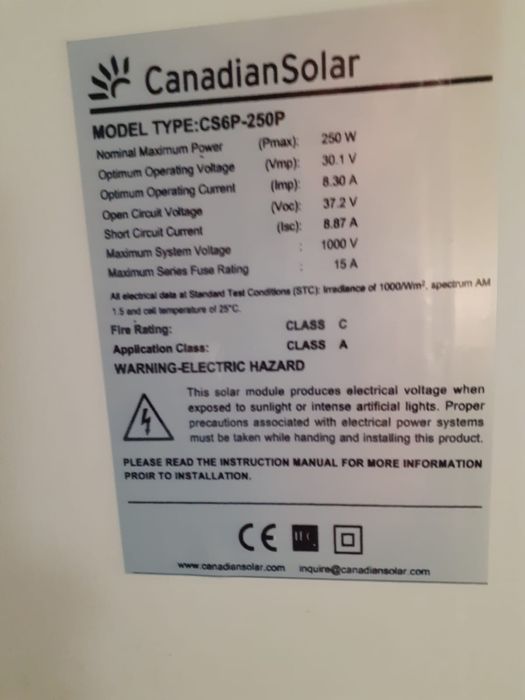 CanadianSolar
MODEL TYPE:CS6P-250P
Nominal Maximum Power (Pmax): 250 W
Optimum Operating Voltage (Vmp): 30.1 V
Optimum Operating Current (Imp): 8.30 A
Open Circuit Voltage (Voc): 37.2 V
Short Circuit Current (Isc): 8.87 A
Maximum System Voltage : 1000 V
Maximum Series Fuse Rating : 15 A
All electrical data at Standard Test Conditions (STC): Irradiance of 1000/Wm², spectrum AM
1.5 and cell temperature of 25°C.
Fire Rating: CLASS C
Application Class: CLASS A
WARNING-ELECTRIC HAZARD
This solar module produces electrical voltage when
exposed to sunlight or intense artificial lights. Proper
precautions associated with electrical power systems
must be taken while handing and installing this product.
PLEASE READ THE INSTRUCTION MANUAL FOR MORE INFORMATION
PROIR TO INSTALLATION.
CE
www.canadiansolar.com inquire@canadiansolar.com